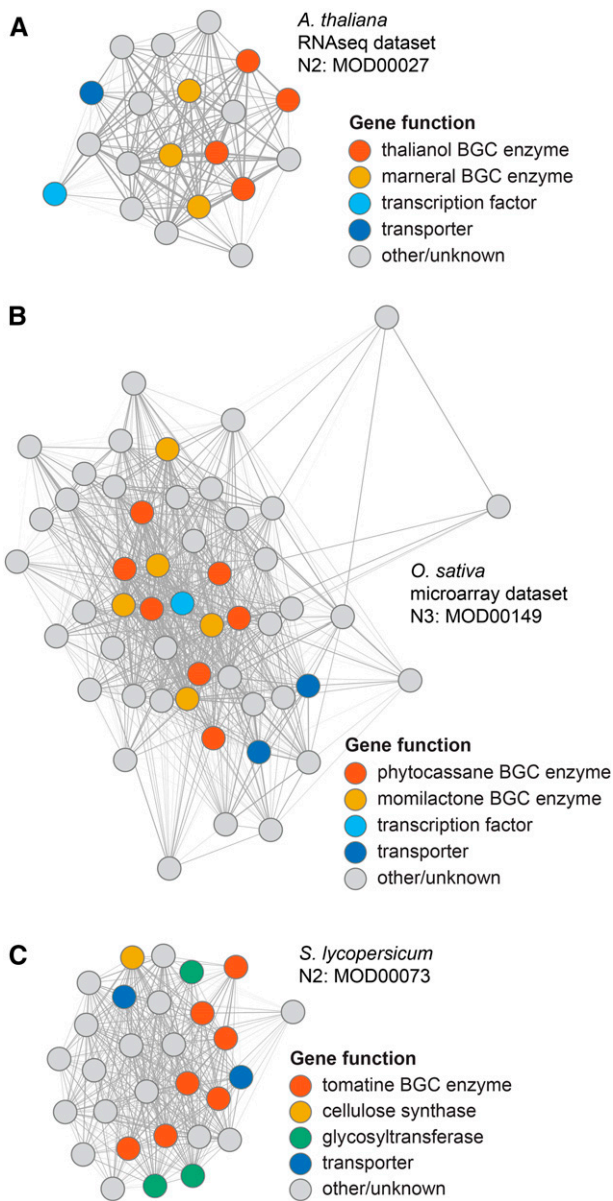 A
A. thaliana
RNAseq dataset
N2: MOD00027
Gene function
thalianol BGC enzyme
marneral BGC enzyme
transcription factor
transporter
other/unknown
B
O. sativa
microarray dataset
N3: MOD00149
Gene function
phytocassane BGC enzyme
momilactone BGC enzyme
transcription factor
transporter
other/unknown
C
S. lycopersicum
N2: MOD00073
Gene function
tomatine BGC enzyme
cellulose synthase
glycosyltransferase
transporter
other/unknown